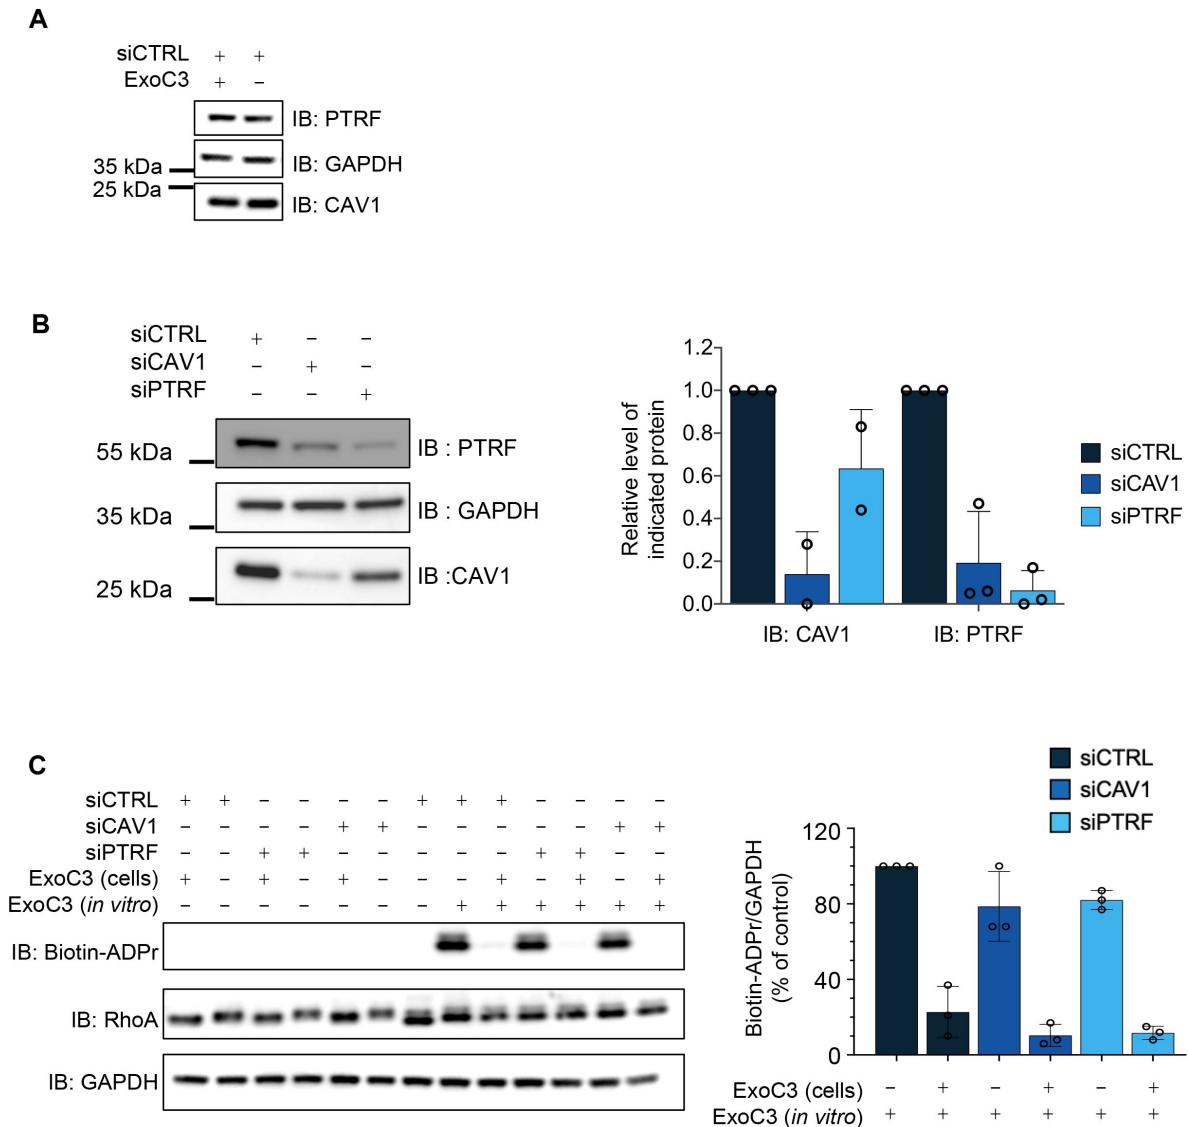 A
siCTRL + +
ExoC3 + –
IB: PTRF
35 kDa IB: GAPDH
25 kDa IB: CAV1
B
siCTRL + – –
siCAV1 – + –
siPTRF – – +
55 kDa IB : PTRF
35 kDa IB : GAPDH
25 kDa IB :CAV1
Relative level of
indicated protein
1.2
1.0
0.8
0.6
0.4
0.2
0.0
IB: CAV1 IB: PTRF
siCTRL
siCAV1
siPTRF
C
siCTRL + + – – – – + + + – – – –
siCAV1 – – – – + + – – – – – + +
siPTRF – – + + – – – – – + + – –
ExoC3 (cells) + – + – + – – – + – + – +
ExoC3 (in vitro) – – – – – – – + + + + + +
IB: Biotin-ADPr
IB: RhoA
IB: GAPDH
siCTRL
siCAV1
siPTRF
Biotin-ADPr/GAPDH
(% of control)
120
80
40
0
ExoC3 (cells) – + – + – +
ExoC3 (in vitro) + + + + + +